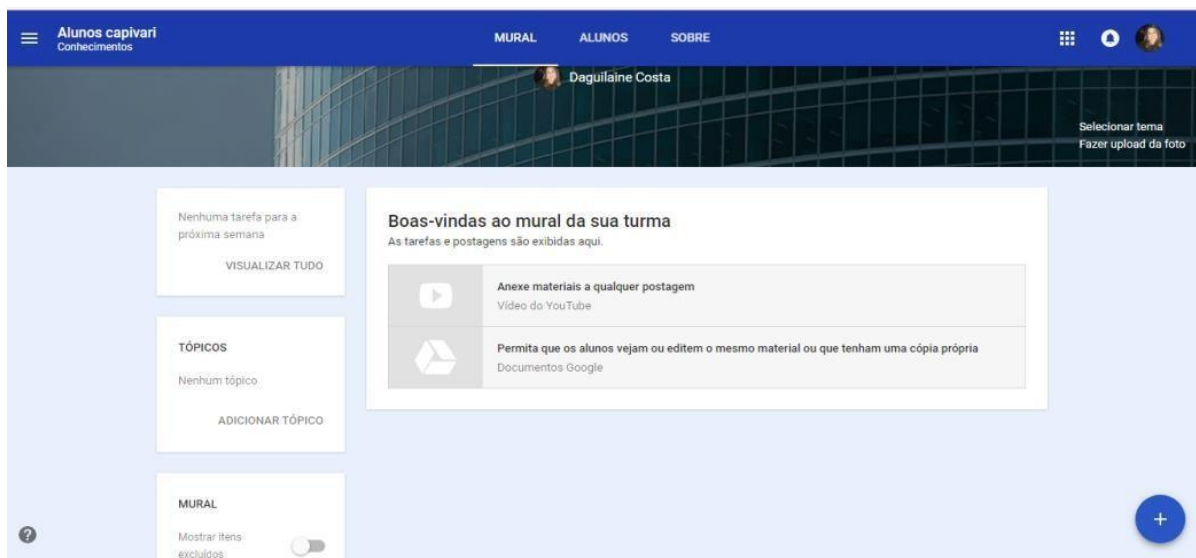 Alunos capivari
Conhecimentos
MURAL
ALUNOS
SOBRE
Daguilaine Costa
Selecionar tema
Fazer upload da foto
Nenhuma tarefa para a
próxima semana
VISUALIZAR TUDO
TÓPICOS
Nenhum tópico
ADICIONAR TÓPICO
MURAL
Mostrar itens
excluídos
Boas-vindas ao mural da sua turma
As tarefas e postagens são exibidas aqui.
Anexe materiais a qualquer postagem
Vídeo do YouTube
Permita que os alunos vejam ou editem o mesmo material ou que tenham uma cópia própria
Documentos Google